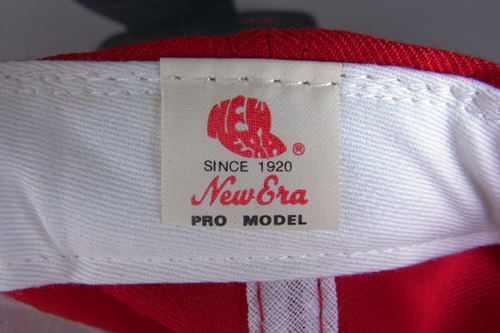 NEW
ERA
®
SINCE 1920
New Era
PRO MODEL